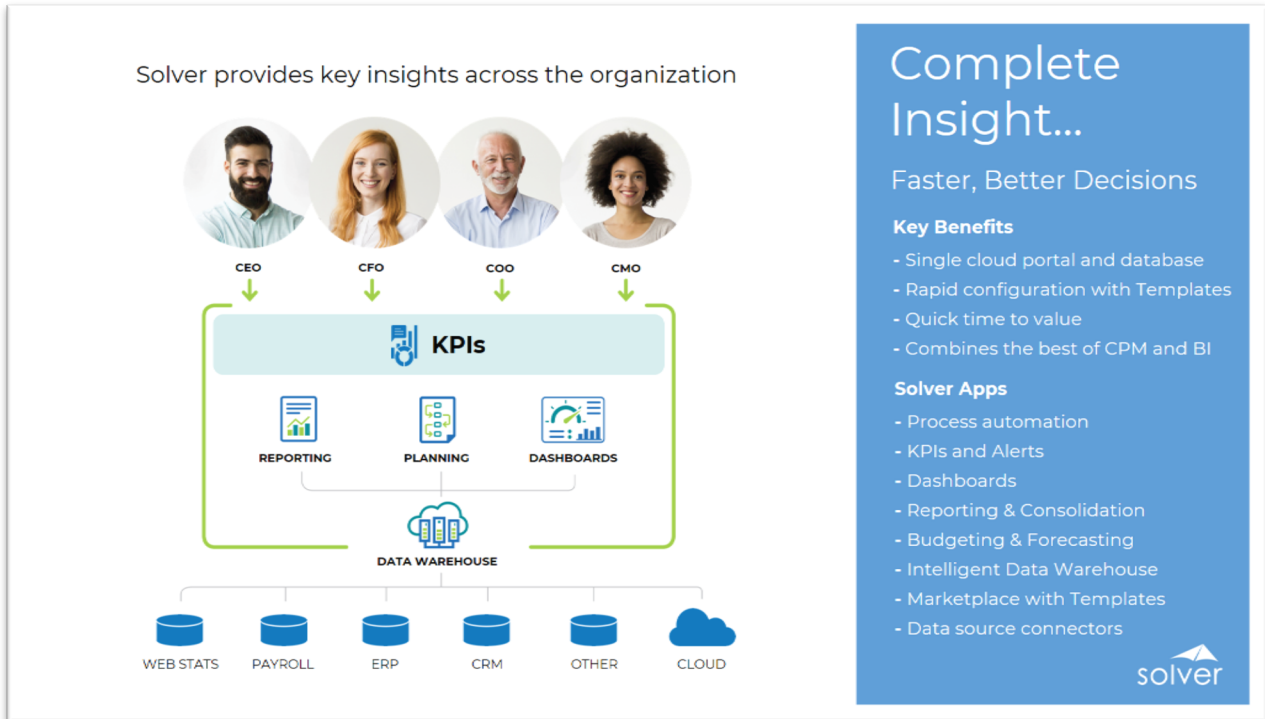 Solver provides key insights across the organization
CEO
CFO
COO
CMO
KPIs
REPORTING
PLANNING
DASHBOARDS
DATA WAREHOUSE
WEB STATS
PAYROLL
ERP
CRM
OTHER
CLOUD
Complete
Insight...
Faster, Better Decisions
Key Benefits
- Single cloud portal and database
- Rapid configuration with Templates
- Quick time to value
- Combines the best of CPM and BI
Solver Apps
- Process automation
- KPIs and Alerts
- Dashboards
- Reporting & Consolidation
- Budgeting & Forecasting
- Intelligent Data Warehouse
- Marketplace with Templates
- Data source connectors
solver